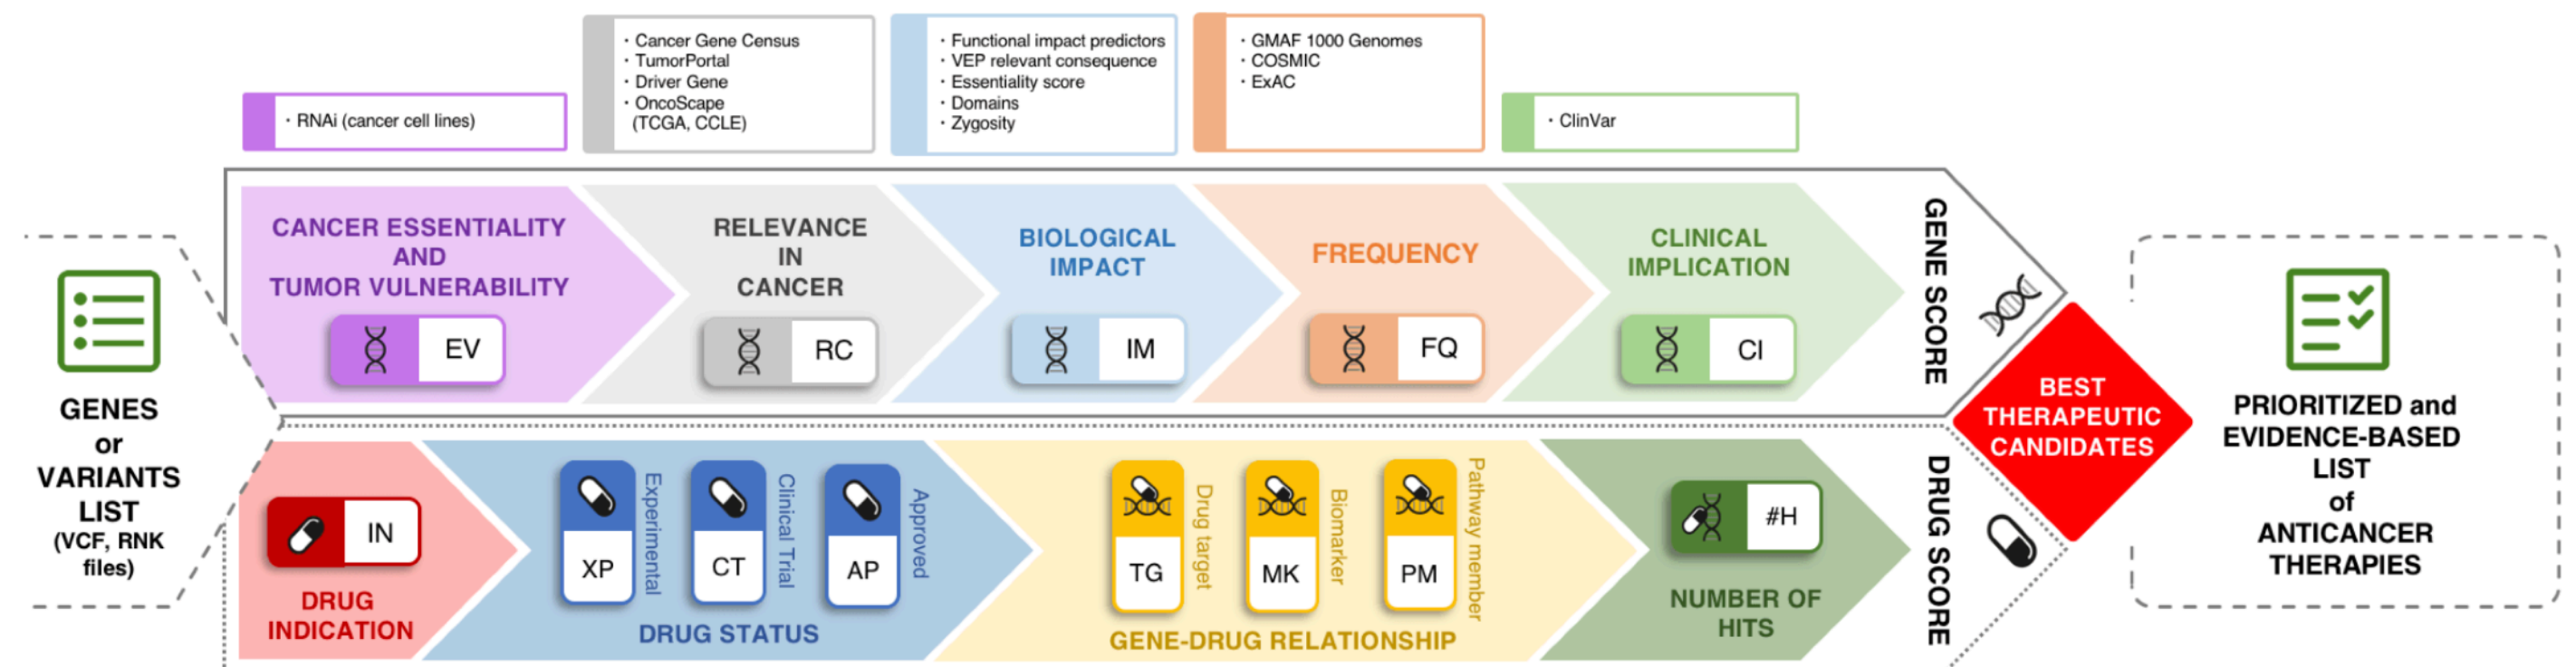 · RNAi (cancer cell lines)
· Cancer Gene Census
· TumorPortal
· Driver Gene
· OncoScape
(TCGA, CCLE)
· Functional impact predictors
· VEP relevant consequence
· Essentiality score
· Domains
· Zygosity
· GMAF 1000 Genomes
· COSMIC
· ExAC
· ClinVar
GENES
or
VARIANTS
LIST
(VCF, RNK
files)
CANCER ESSENTIALITY
AND
TUMOR VULNERABILITY
EV
RELEVANCE
IN
CANCER
RC
BIOLOGICAL
IMPACT
IM
FREQUENCY
FQ
CLINICAL
IMPLICATION
CI
GENE SCORE
IN
DRUG
INDICATION
XP
Experimental
CT
Clinical Trial
AP
Approved
DRUG STATUS
TG
Drug target
MK
Biomarker
PM
Pathway member
GENE-DRUG RELATIONSHIP
#H
NUMBER OF
HITS
DRUG SCORE
BEST
THERAPEUTIC
CANDIDATES
PRIORITIZED and
EVIDENCE-BASED
LIST
of
ANTICANCER
THERAPIES